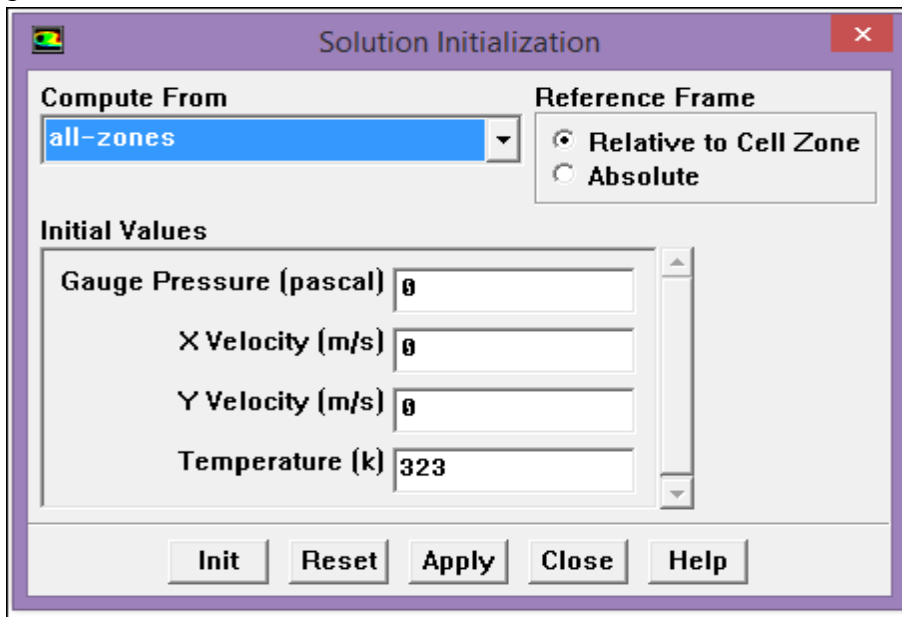 Solution Initialization
Compute From
Reference Frame
all-zones
Relative to Cell Zone
Absolute
Initial Values
Gauge Pressure (pascal) 0
X Velocity (m/s) 0
Y Velocity (m/s) 0
Temperature (k) 323
Init Reset Apply Close Help